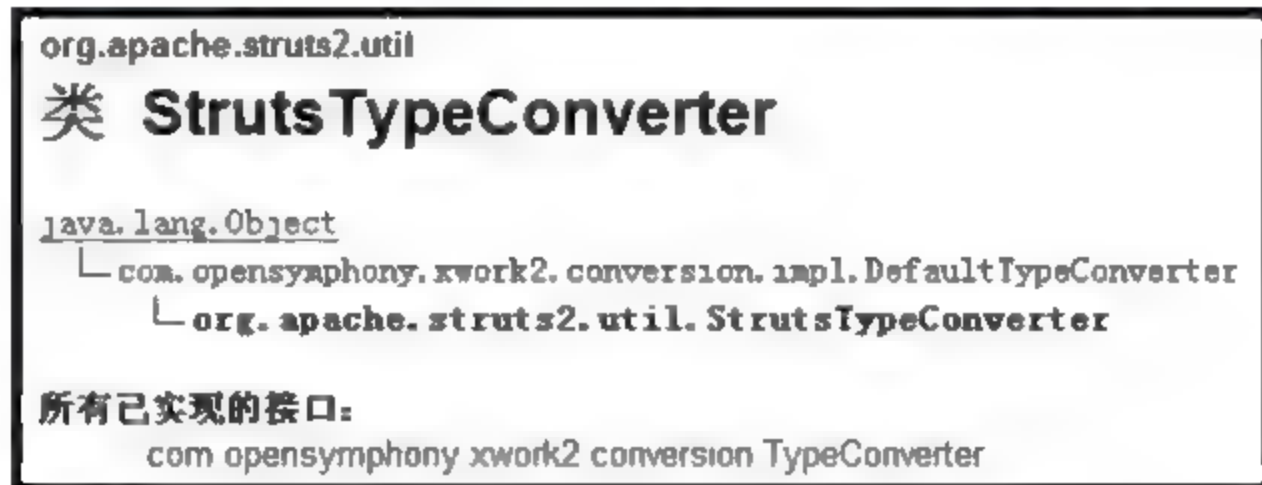 org.apache.struts2.util
类 StrutsTypeConverter
java.lang.Object
com.opensymphony.xwork2.conversion.impl.DefaultTypeConverter
org.apache.struts2.util.StrutsTypeConverter
所有已实现的接口:
com opensymphony xwork2 conversion TypeConverter